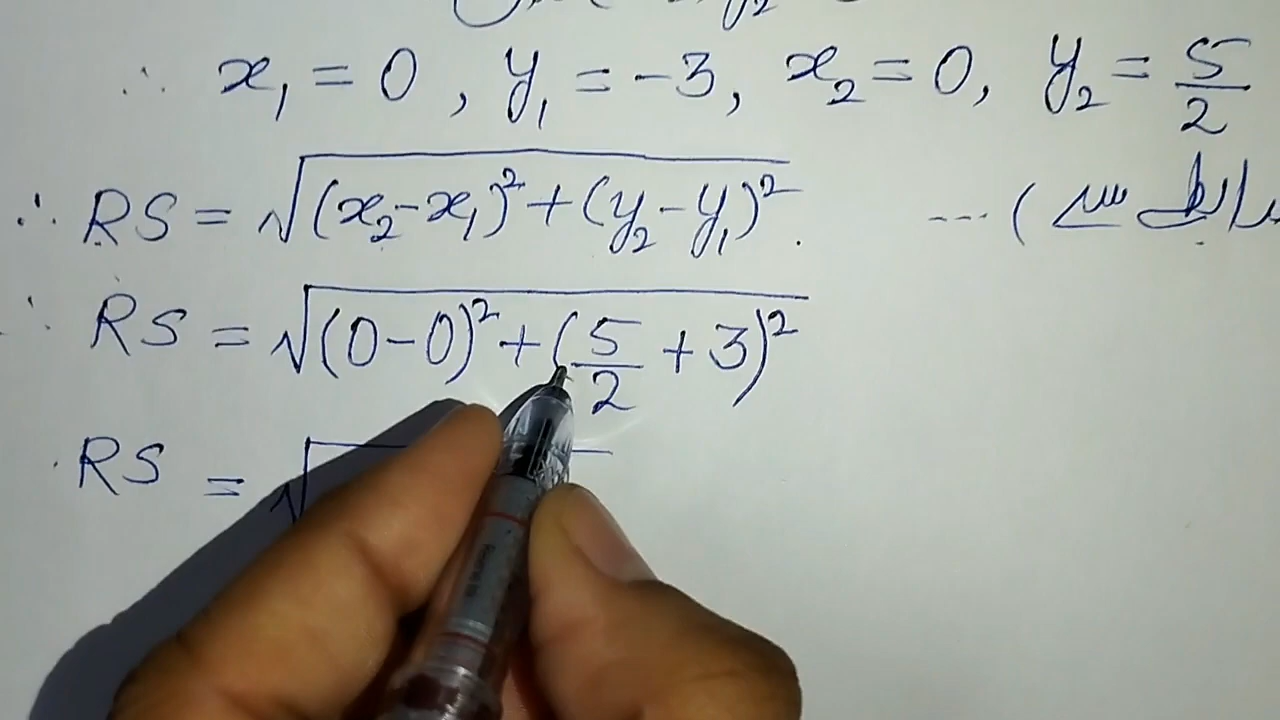 ∴ x₁ = 0 , y₁ = -3, x₂ = 0, y₂ = 5/2
∴ RS = √((x₂-x₁)² + (y₂-y₁)²) . --- (
∴ RS = √((0-0)² + (5/2 + 3)²)
RS = √